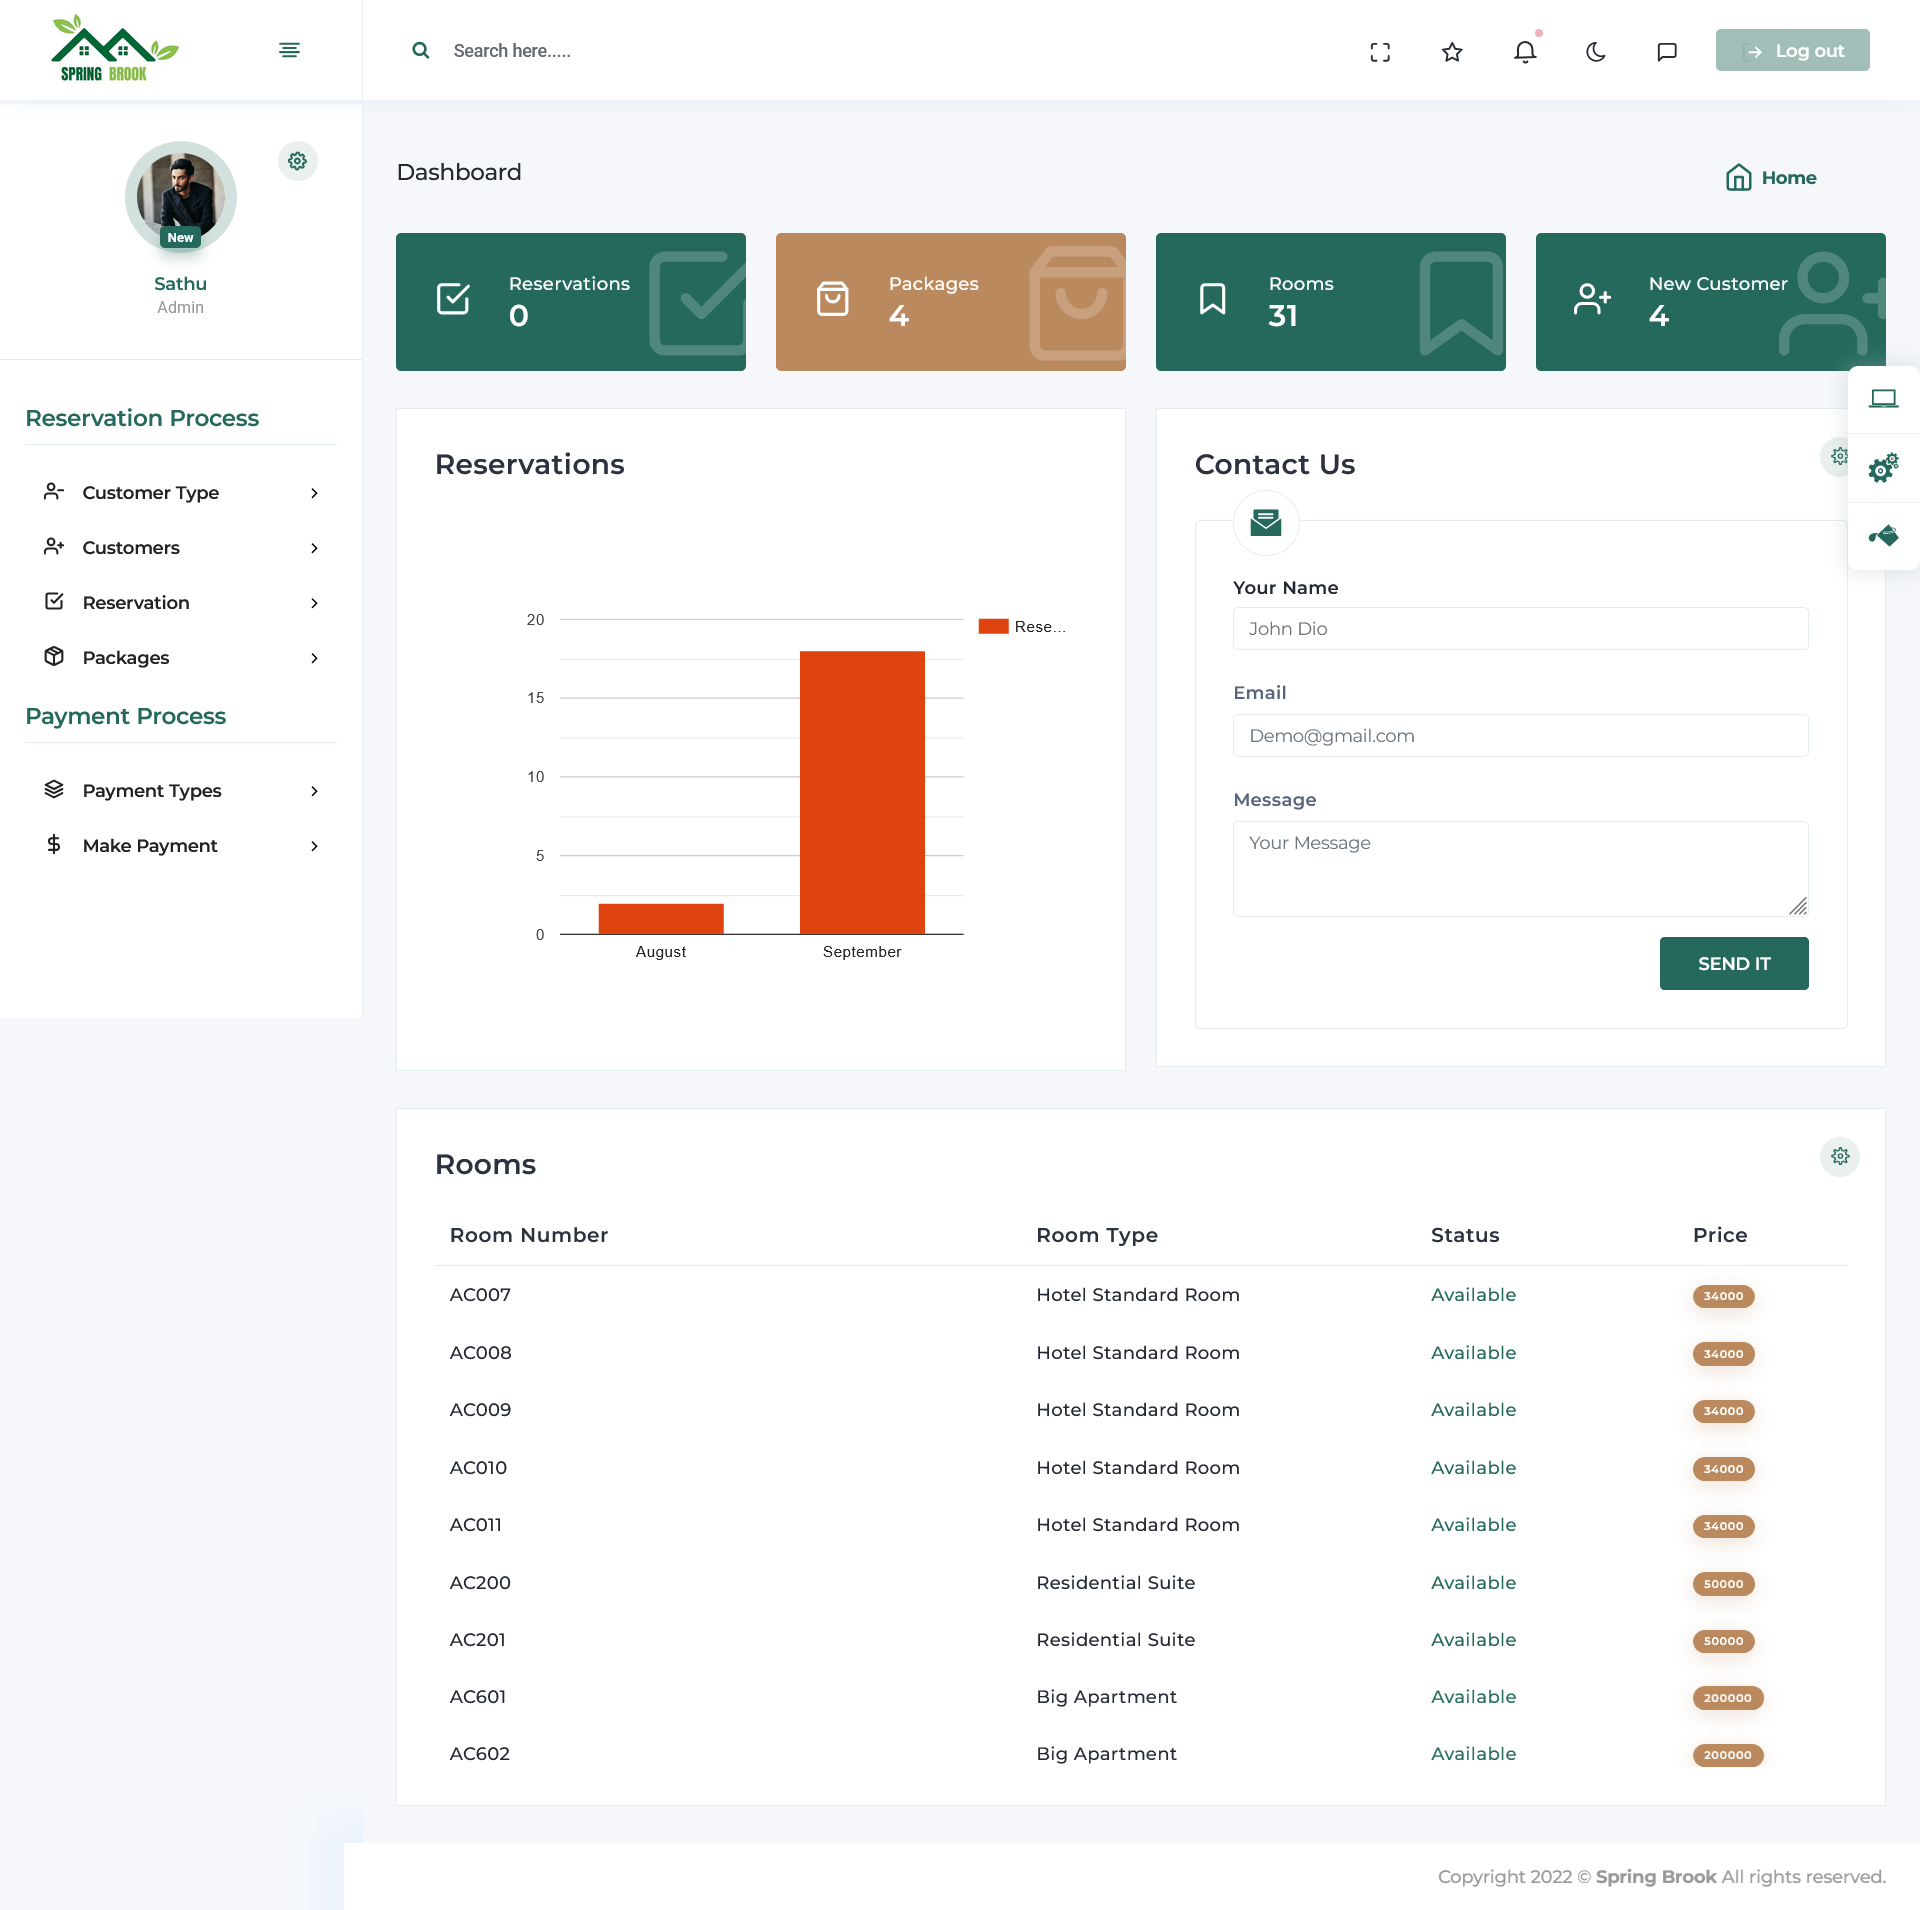 SPRING BROOK
Search here.....
Log out
New
Sathu
Admin
Reservation Process
Customer Type
Customers
Reservation
Packages
Payment Process
Payment Types
Make Payment
Dashboard
Home
Reservations
0
Packages
4
Rooms
31
New Customer
4
Reservations
20
15
10
5
0
August September
Rese...
Contact Us
Your Name
John Dio
Email
Demo@gmail.com
Message
Your Message
SEND IT
Rooms
Room Number Room Type Status Price
AC007 Hotel Standard Room Available 34000
AC008 Hotel Standard Room Available 34000
AC009 Hotel Standard Room Available 34000
AC010 Hotel Standard Room Available 34000
AC011 Hotel Standard Room Available 34000
AC200 Residential Suite Available 50000
AC201 Residential Suite Available 50000
AC601 Big Apartment Available 200000
AC602 Big Apartment Available 200000
Copyright 2022 © Spring Brook All rights reserved.